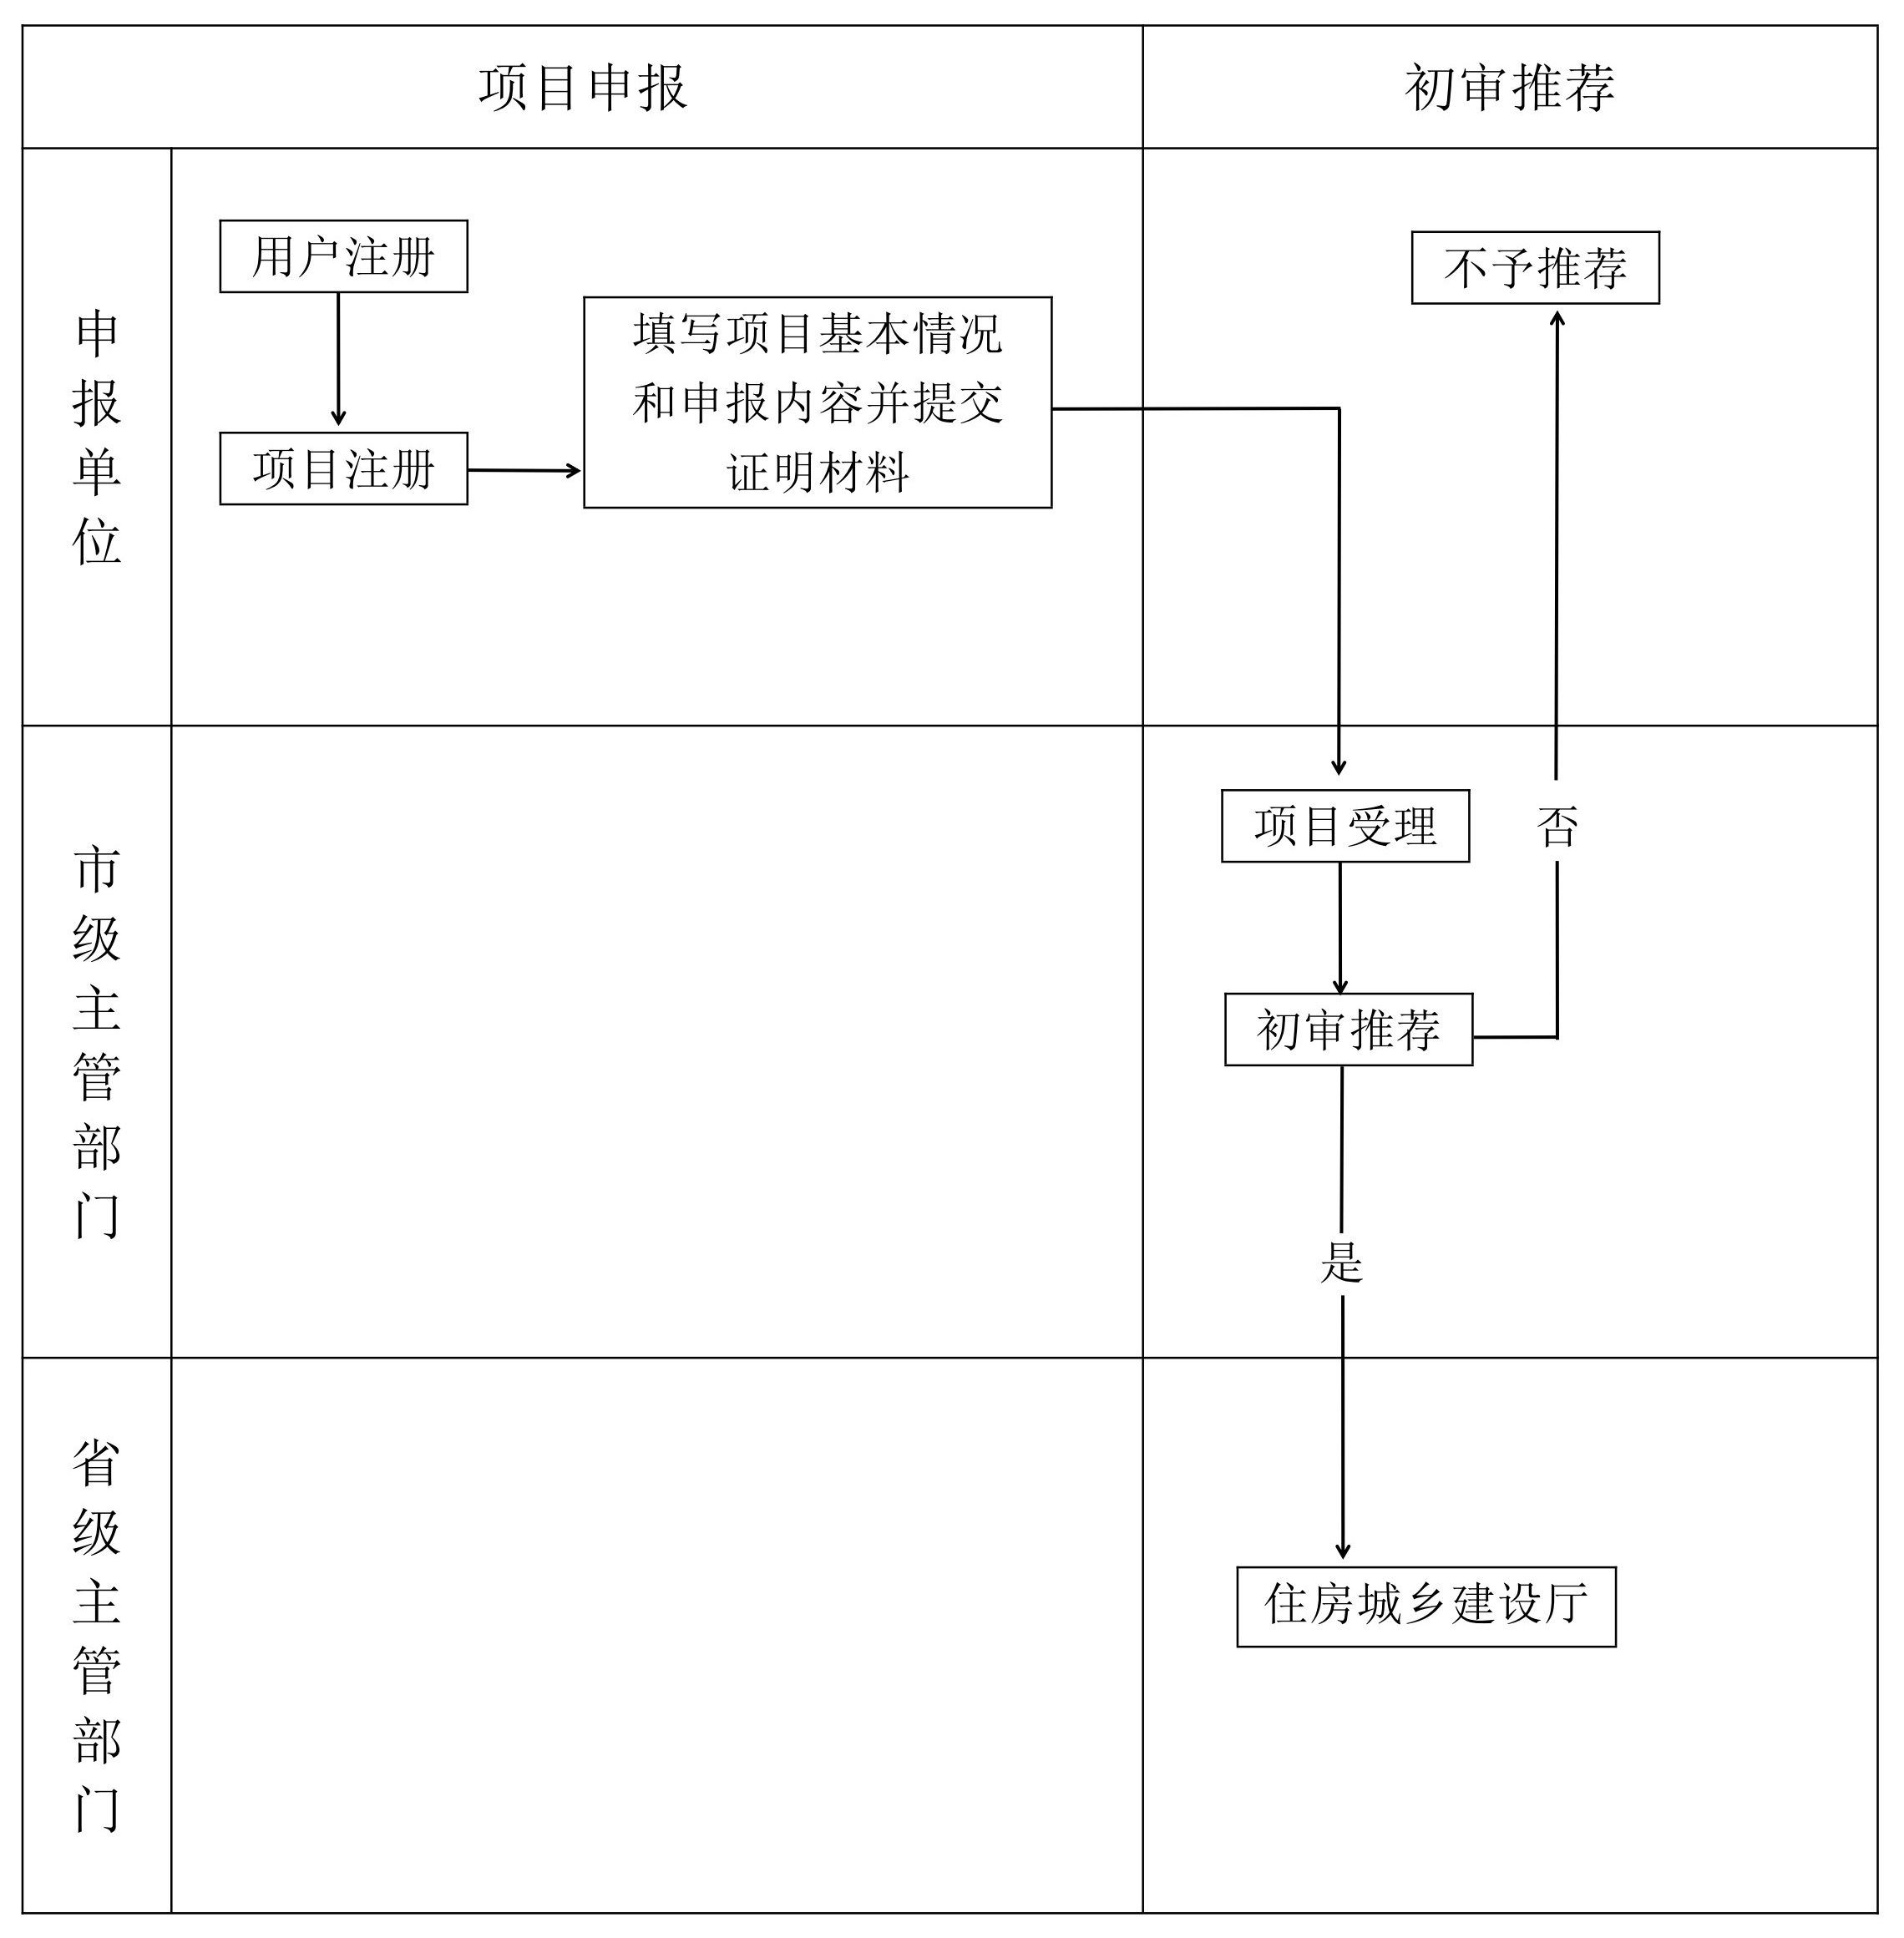 项目申报
初审推荐
申报单位
用户注册
项目注册
填写项目基本情况
和申报内容并提交
证明材料
不予推荐
市级主管部门
项目受理
否
初审推荐
是
省级主管部门
住房城乡建设厅